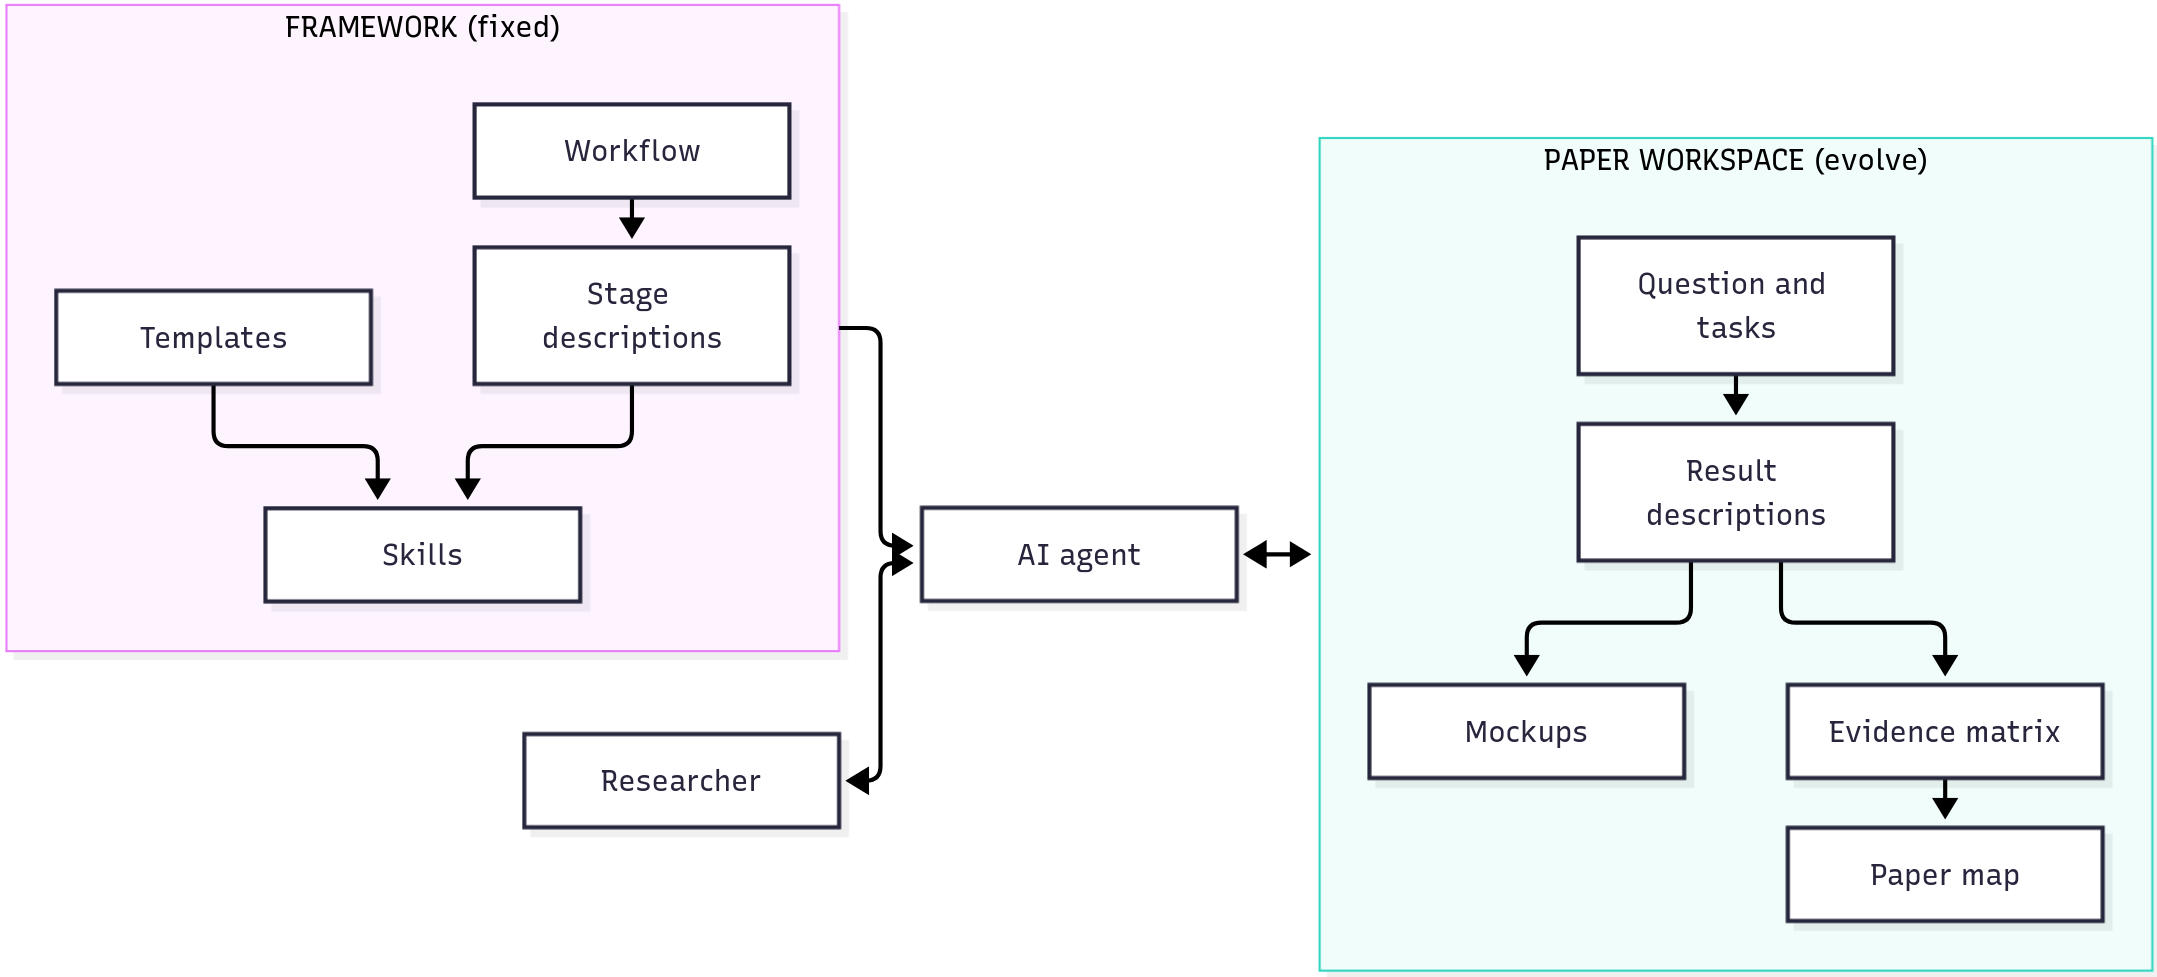 FRAMEWORK (fixed)
Workflow
Stage
descriptions
Templates
Skills
AI agent
Researcher
PAPER WORKSPACE (evolve)
Question and
tasks
Result
descriptions
Mockups
Evidence matrix
Paper map